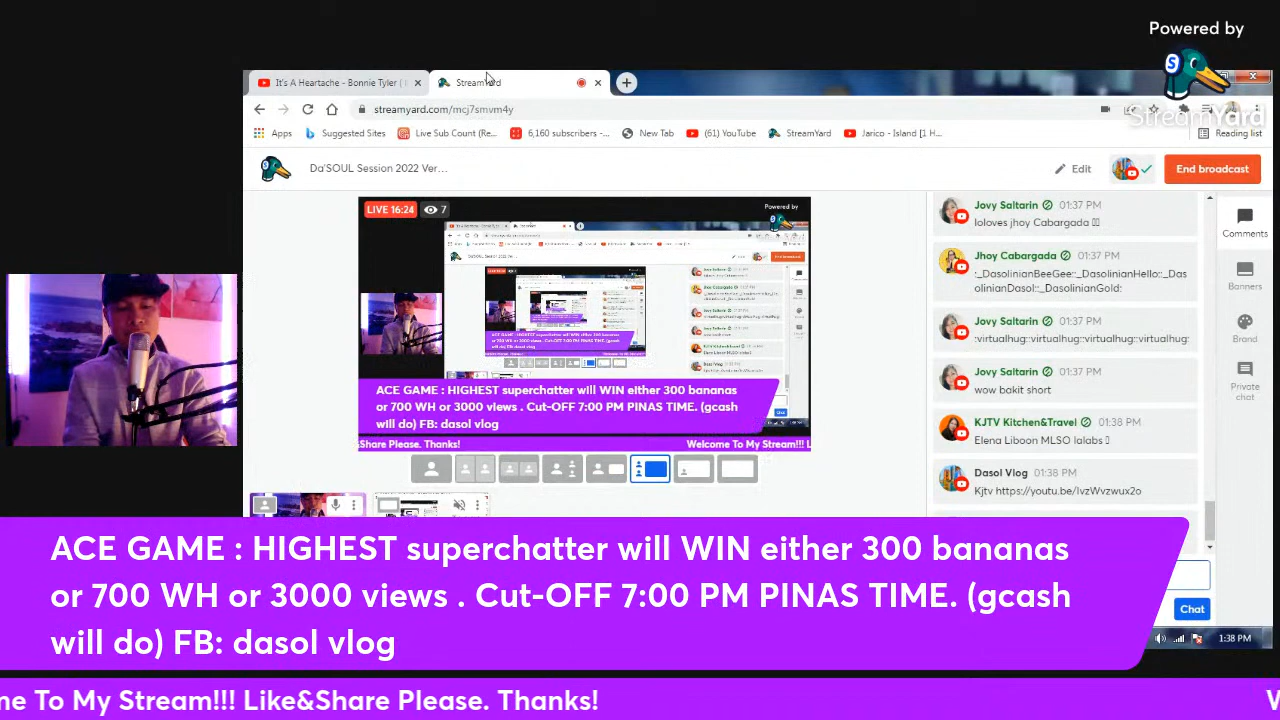 Powered by
StreamYard
It's A Heartache - Bonnie Tyler (
StreamYard
streamyard.com/mcj7smvm4y
Apps
Suggested Sites
Live Sub Count (Re...
6,160 subscribers -...
New Tab
(61) YouTube
StreamYard
Jarico - Island [1 H...
Reading list
Da'SOUL Session 2022 Ver...
Edit
End broadcast
LIVE 16:24
7
Powered by
ACE GAME : HIGHEST superchatter will WIN either 300 bananas
or 700 WH or 3000 views . Cut-OFF 7:00 PM PINAS TIME. (gcash
will do) FB: dasol vlog
Share Please. Thanks!
Welcome To My Stream!!! L
Jovy Saltarin 01:37 PM
loloves jhoy Cabargada
Jhoy Cabargada 01:37 PM
:_DasolinianBeeGee:_DasolinianHello:_Das
olinianDasol:_DasolinianGold:
Jovy Saltarin 01:37 PM
:virtualhug:virtualhug:virtualhug:virtualhug:
Jovy Saltarin 01:37 PM
wow bakit short
KJTV Kitchen&Travel 01:38 PM
Elena Liboon MLSO lolabs
Dasol Vlog 01:38 PM
Kjtv https://youtu.be/IvzWvzwux2o
Comments
Banners
Brand
Private
chat
Chat
1:38 PM
ACE GAME : HIGHEST superchatter will WIN either 300 bananas
or 700 WH or 3000 views . Cut-OFF 7:00 PM PINAS TIME. (gcash
will do) FB: dasol vlog
me To My Stream!!! Like&Share Please. Thanks!
W